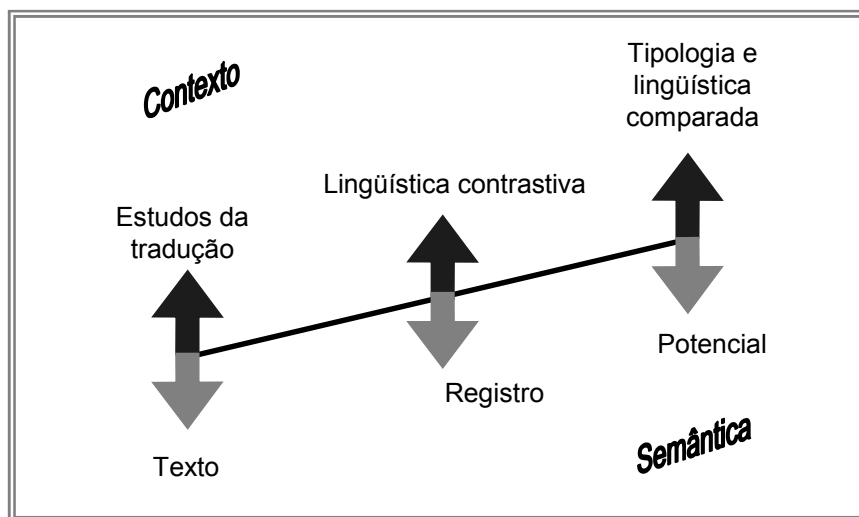 Contexto
Tipologia e
lingüística
comparada
Lingüística contrastiva
Estudos da
tradução
Potencial
Registro
Semântica
Texto